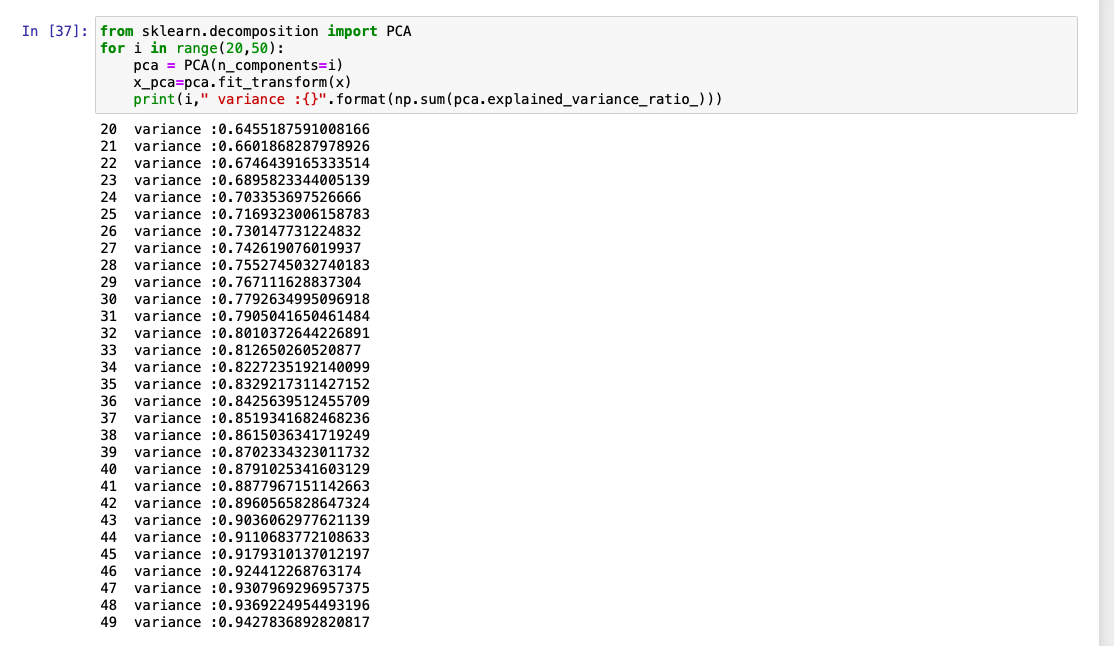 In [37]: from sklearn.decomposition import PCA
for i in range(20,50):
    pca = PCA(n_components=i)
    x_pca=pca.fit_transform(x)
    print(i," variance :{}".format(np.sum(pca.explained_variance_ratio_)))
20  variance :0.6455187591008166
21  variance :0.6601868287978926
22  variance :0.6746439165333514
23  variance :0.6895823344005139
24  variance :0.703353697526666
25  variance :0.7169323006158783
26  variance :0.730147731224832
27  variance :0.742619076019937
28  variance :0.7552745032740183
29  variance :0.767111628837304
30  variance :0.7792634995096918
31  variance :0.7905041650461484
32  variance :0.8010372644226891
33  variance :0.812650260520877
34  variance :0.8227235192140099
35  variance :0.8329217311427152
36  variance :0.8425639512455709
37  variance :0.8519341682468236
38  variance :0.8615036341719249
39  variance :0.8702334323011732
40  variance :0.8791025341603129
41  variance :0.8877967151142663
42  variance :0.8960565828647324
43  variance :0.9036062977621139
44  variance :0.9110683772108633
45  variance :0.9179310137012197
46  variance :0.924412268763174
47  variance :0.9307969296957375
48  variance :0.9369224954493196
49  variance :0.9427836892820817